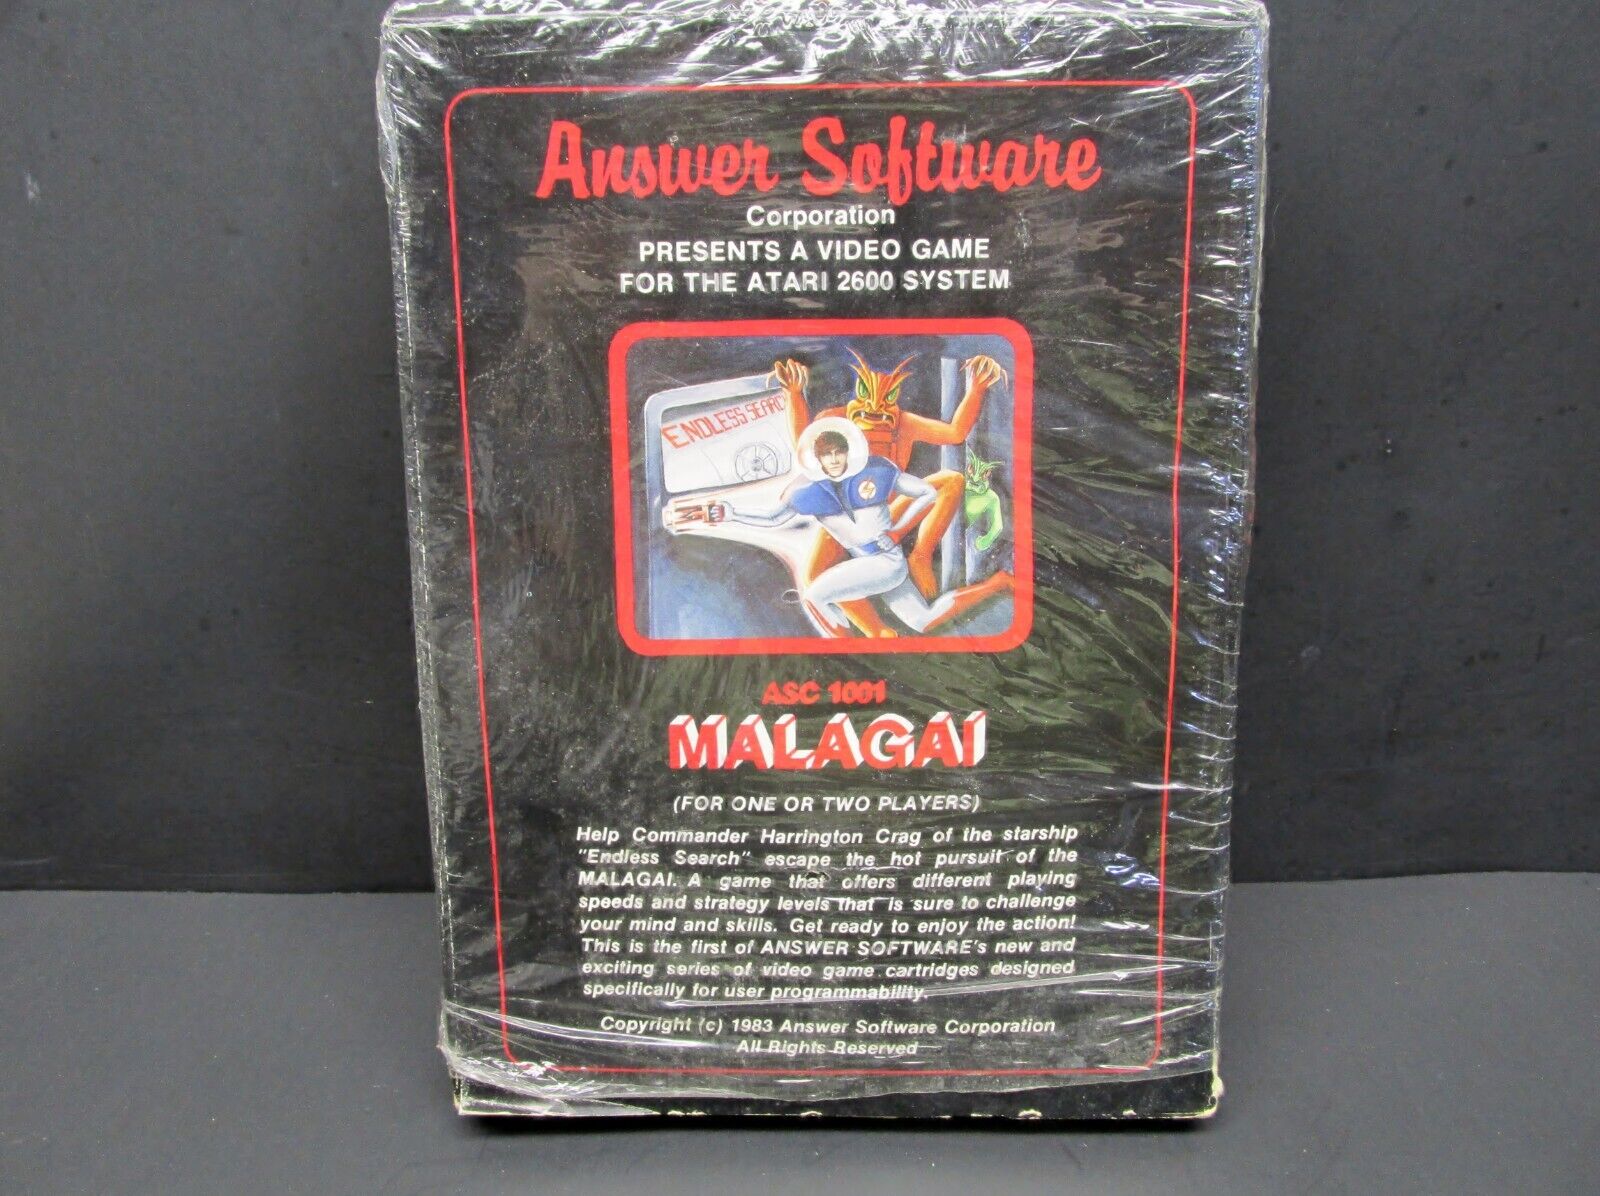 Answer Software
Corporation
PRESENTS A VIDEO GAME
FOR THE ATARI 2600 SYSTEM
ENDLESS SEARCH
M
ASC 1001
MALAGAI
(FOR ONE OR TWO PLAYERS)
Help Commander Harrington Crag of the starship
"Endless Search" escape the hot pursuit of the
MALAGAI. A game that offers different playing
speeds and strategy levels that is sure to challenge
your mind and skills. Get ready to enjoy the action!
This is the first of ANSWER SOFTWARE's new and
exciting series of video game cartridges designed
specifically for user programmability.
Copyright (c) 1983 Answer Software Corporation
All Rights Reserved